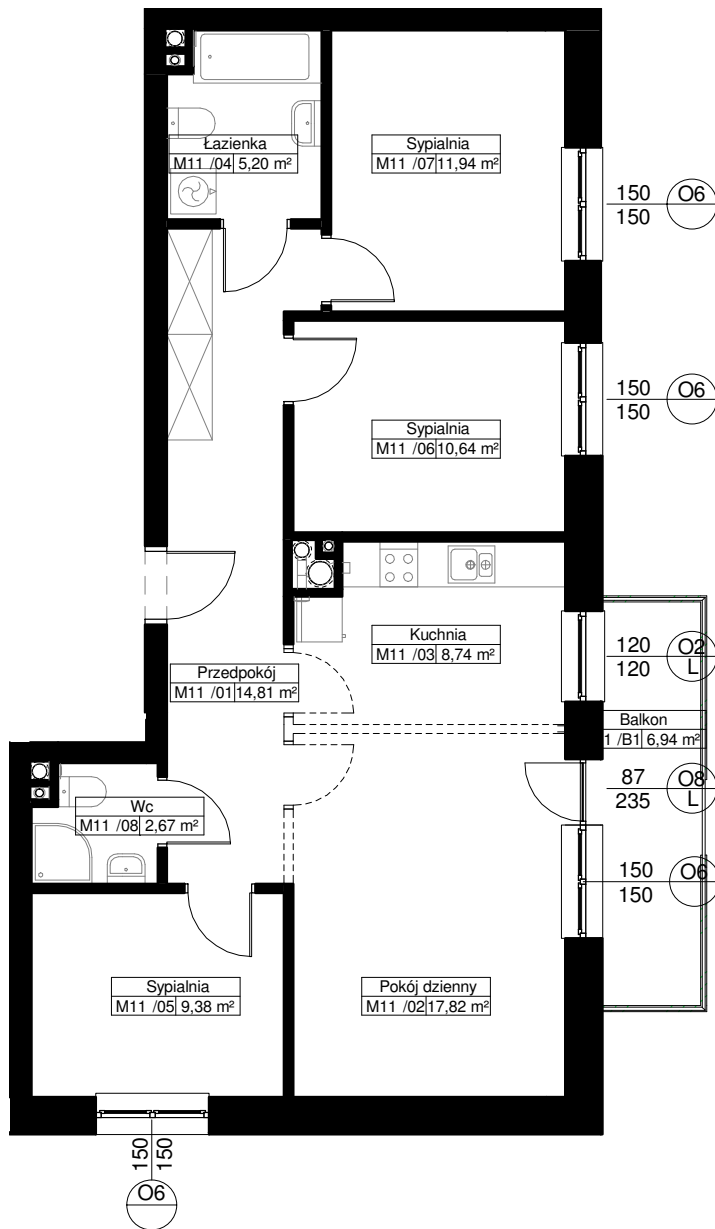 Łazienka
M11 /04 5,20 m²
Sypialnia
M11 /07 11,94 m²
150
150
O6
Sypialnia
M11 /06 10,64 m²
150
150
O6
Kuchnia
M11 /03 8,74 m²
120
120
O2
L
Przedpokój
M11 /01 14,81 m²
Balkon
1 /B1 6,94 m²
87
235
O8
L
Wc
M11 /08 2,67 m²
150
150
O6
Sypialnia
M11 /05 9,38 m²
Pokój dzienny
M11 /02 17,82 m²
150
150
O6